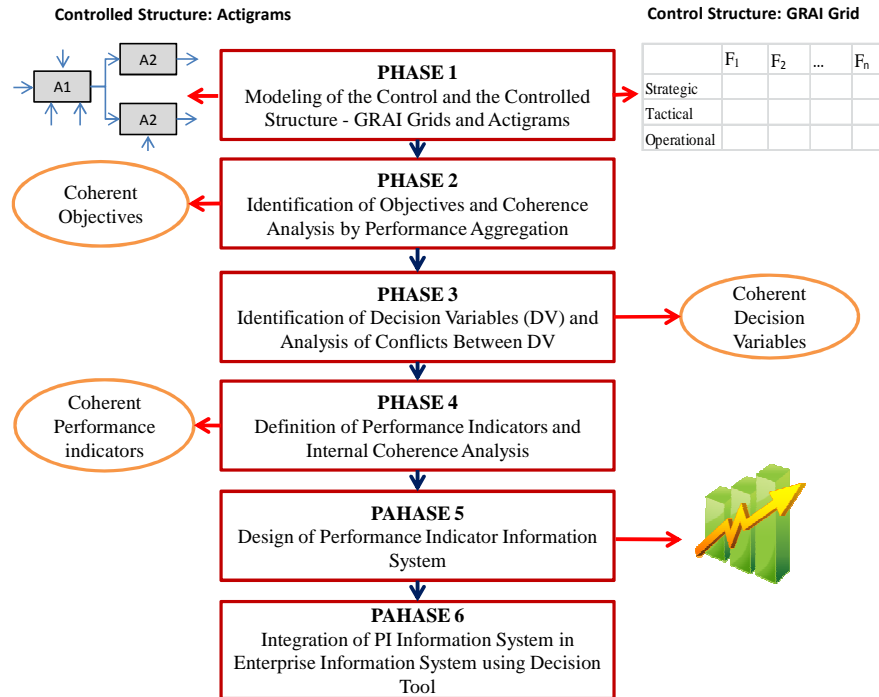 Controlled Structure: Actigrams
Control Structure: GRAI Grid
A1
A2
A2
PHASE 1
Modeling of the Control and the Controlled
Structure - GRAI Grids and Actigrams
F1 F2 ... Fn
Strategic
Tactical
Operational
Coherent
Objectives
PHASE 2
Identification of Objectives and Coherence
Analysis by Performance Aggregation
PHASE 3
Identification of Decision Variables (DV) and
Analysis of Conflicts Between DV
Coherent
Decision
Variables
Coherent
Performance
indicators
PHASE 4
Definition of Performance Indicators and
Internal Coherence Analysis
PAHASE 5
Design of Performance Indicator Information
System
PAHASE 6
Integration of PI Information System in
Enterprise Information System using Decision
Tool